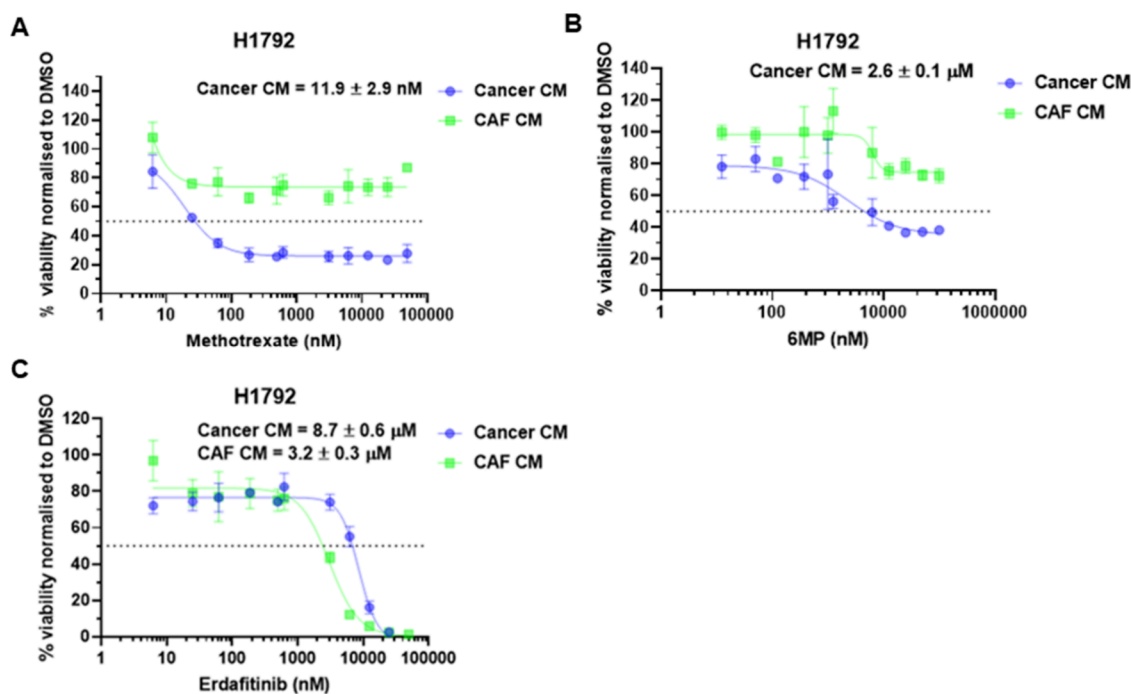 A
H1792
Cancer CM = 11.9 ± 2.9 nM
Cancer CM
CAF CM
% viability normalised to DMSO
140
120
100
80
60
40
20
0
1 10 100 1000 10000 100000
Methotrexate (nM)
B
H1792
Cancer CM = 2.6 ± 0.1 μM
Cancer CM
CAF CM
% viability normalised to DMSO
140
120
100
80
60
40
20
0
1 100 10000 1000000
6MP (nM)
C
H1792
Cancer CM = 8.7 ± 0.6 μM
CAF CM = 3.2 ± 0.3 μM
Cancer CM
CAF CM
% viability normalised to DMSO
120
100
80
60
40
20
0
1 10 100 1000 10000 100000
Erdafitinib (nM)